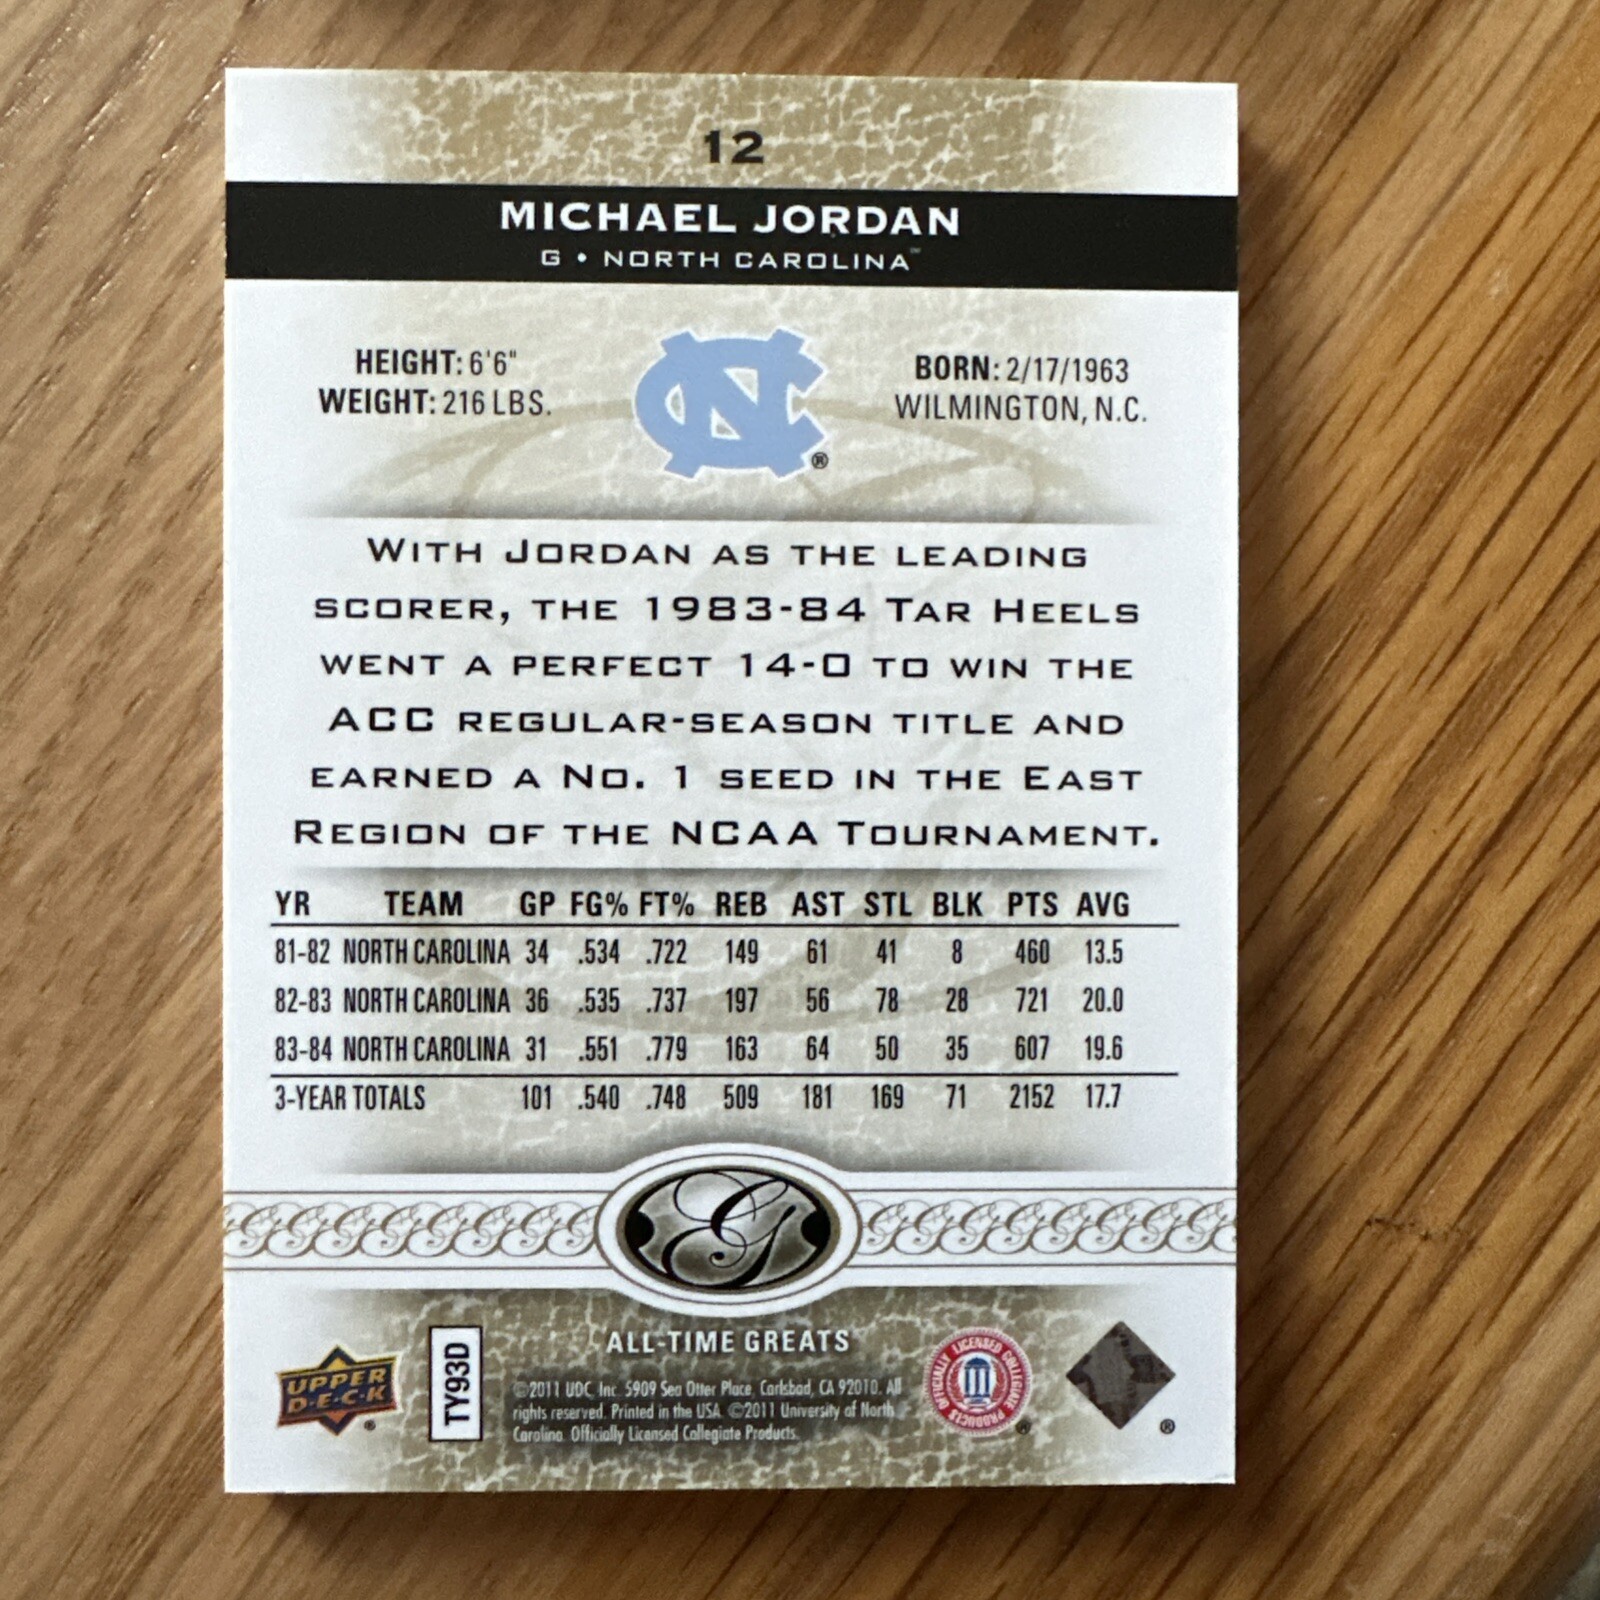 12
MICHAEL JORDAN
G • NORTH CAROLINA™
HEIGHT: 6'6"
WEIGHT: 216 LBS.
NC
®
BORN: 2/17/1963
WILMINGTON, N.C.
WITH JORDAN AS THE LEADING
SCORER, THE 1983-84 TAR HEELS
WENT A PERFECT 14-0 TO WIN THE
ACC REGULAR-SEASON TITLE AND
EARNED A NO. 1 SEED IN THE EAST
REGION OF THE NCAA TOURNAMENT.
YR TEAM GP FG% FT% REB AST STL BLK PTS AVG
81-82 NORTH CAROLINA 34 .534 .722 149 61 41 8 460 13.5
82-83 NORTH CAROLINA 36 .535 .737 197 56 78 28 721 20.0
83-84 NORTH CAROLINA 31 .551 .779 163 64 50 35 607 19.6
3-YEAR TOTALS 101 .540 .748 509 181 169 71 2152 17.7
G
UPPER
D·E·C·K
®
TY93D
ALL-TIME GREATS
©2011 UDC, Inc. 5909 Sea Otter Place, Carlsbad, CA 92010. All
rights reserved. Printed in the USA. ©2011 University of North
Carolina. Officially Licensed Collegiate Products.
OFFICIALLY LICENSED COLLEGIATE PRODUCTS
®
®